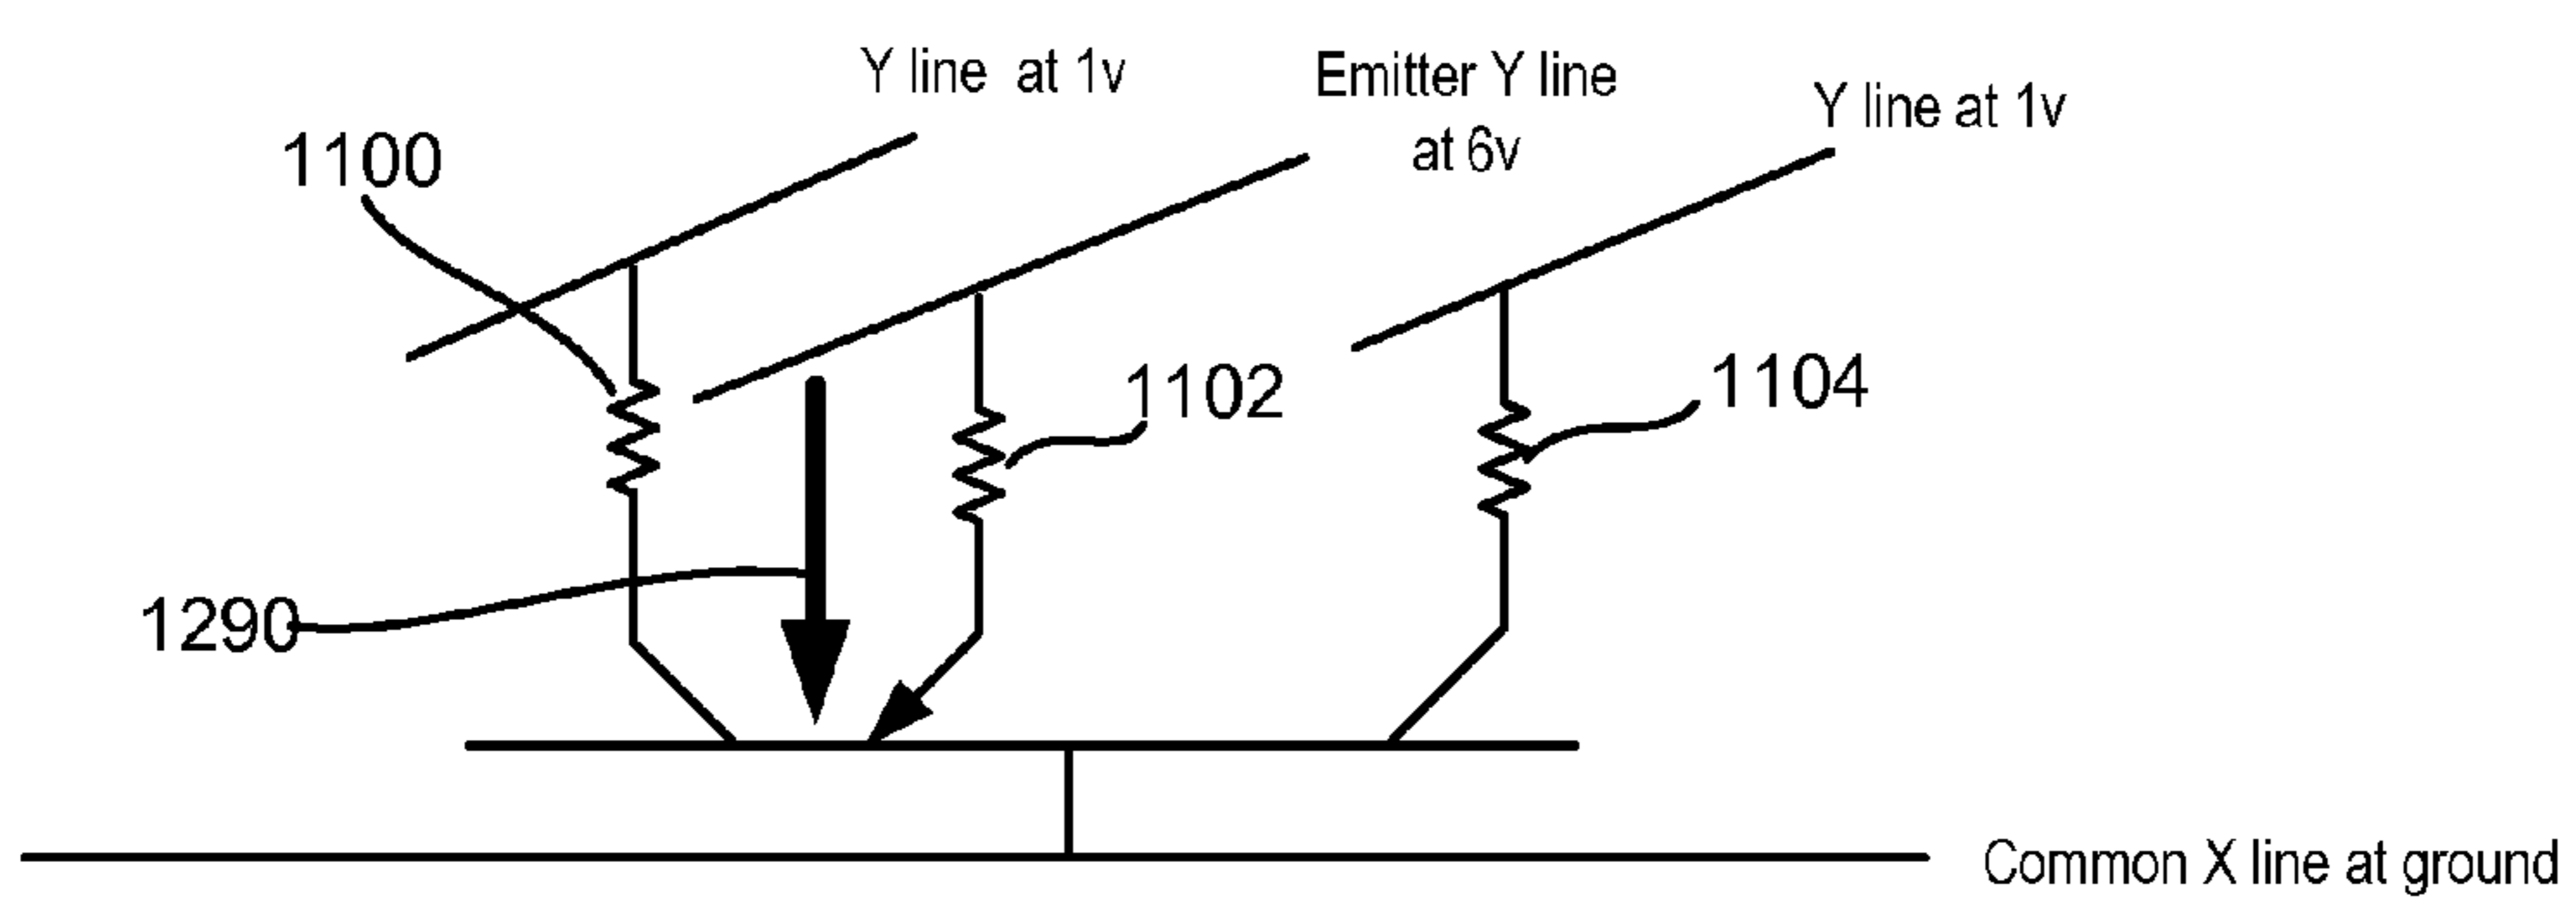 Y line at 1v
Emitter Y line
at 6v
Y line at 1v
1100
1102
1104
1290
Common X line at ground